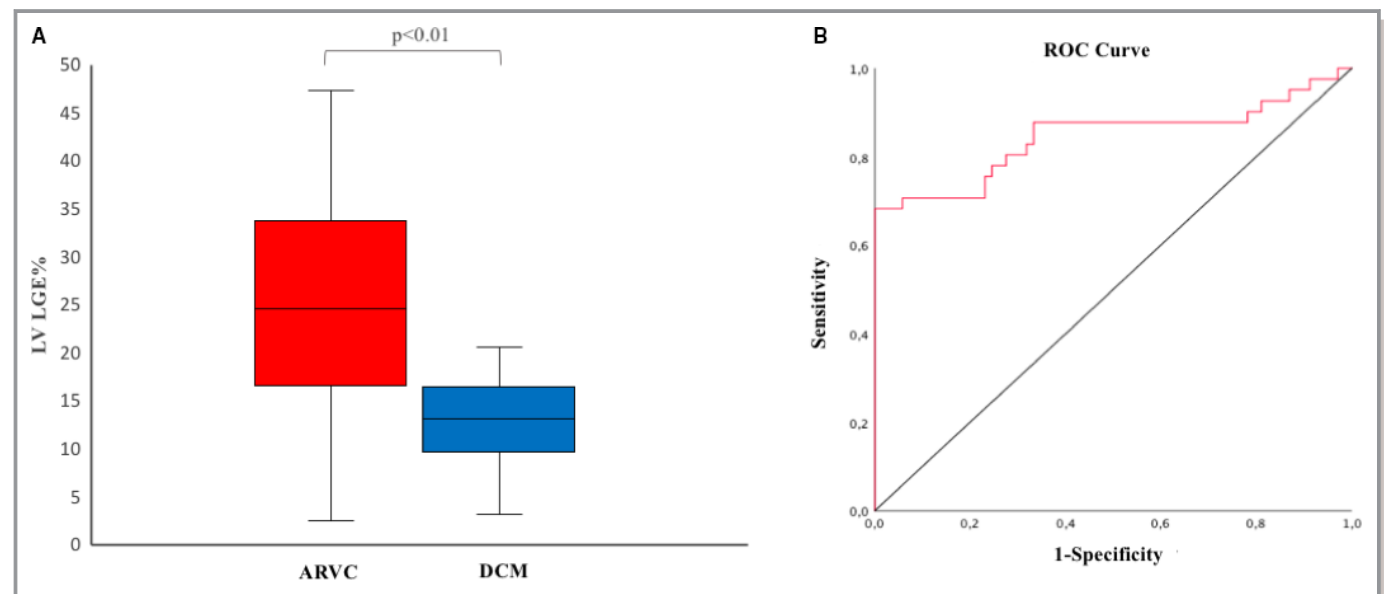 A
p<0.01
50
45
40
35
30
25
20
15
10
5
0
LV LGE%
ARVC
DCM
B
ROC Curve
1,0
0,8
0,6
0,4
0,2
0,0
Sensitivity
0,0 0,2 0,4 0,6 0,8 1,0
1-Specificity